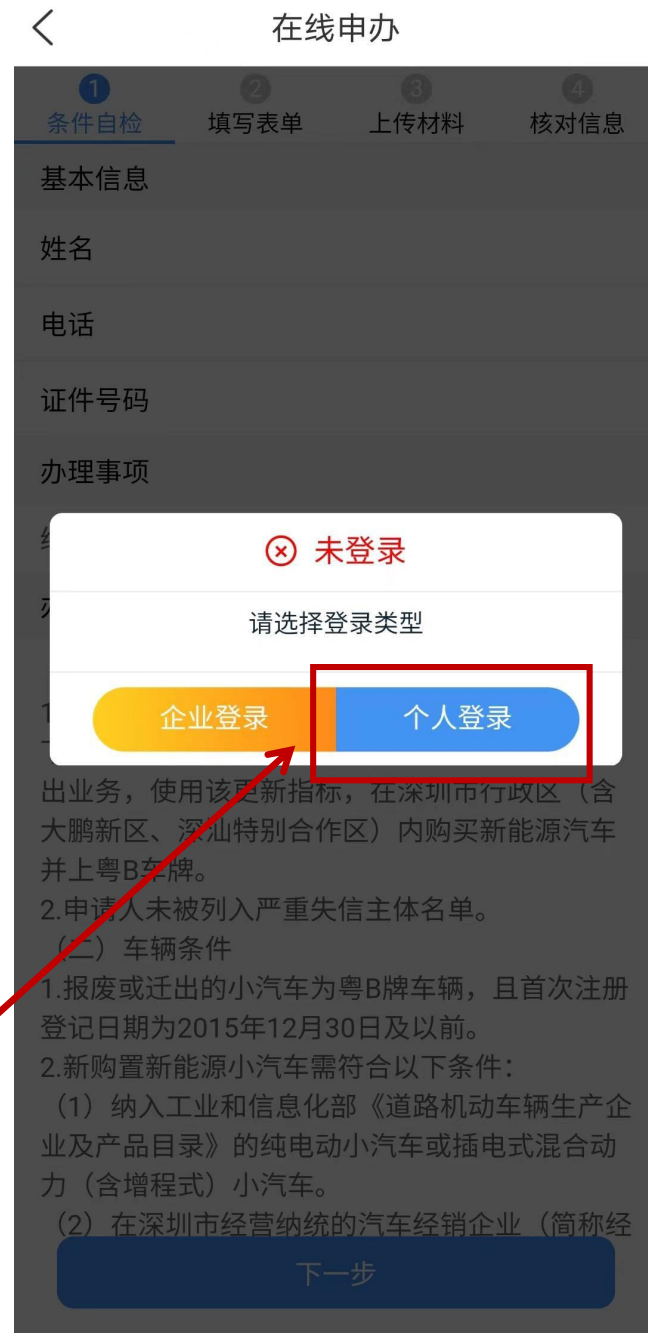 在线申办
1 2 3 4
条件自检 填写表单 上传材料 核对信息
基本信息
姓名
电话
证件号码
办理事项
未登录
请选择登录类型
企业登录 个人登录
出业务，使用该更新指标，在深圳市行政区（含
大鹏新区、深汕特别合作区）内购买新能源汽车
并上粤B车牌。
2.申请人未被列入严重失信主体名单。
（二）车辆条件
1.报废或迁出的小汽车为粤B牌车辆，且首次注册
登记日期为2015年12月30日及以前。
2.新购置新能源小汽车需符合以下条件：
（1）纳入工业和信息化部《道路机动车辆生产企
业及产品目录》的纯电动小汽车或插电式混合动
力（含增程式）小汽车。
（2）在深圳市经营纳统的汽车经销企业（简称经
下一步